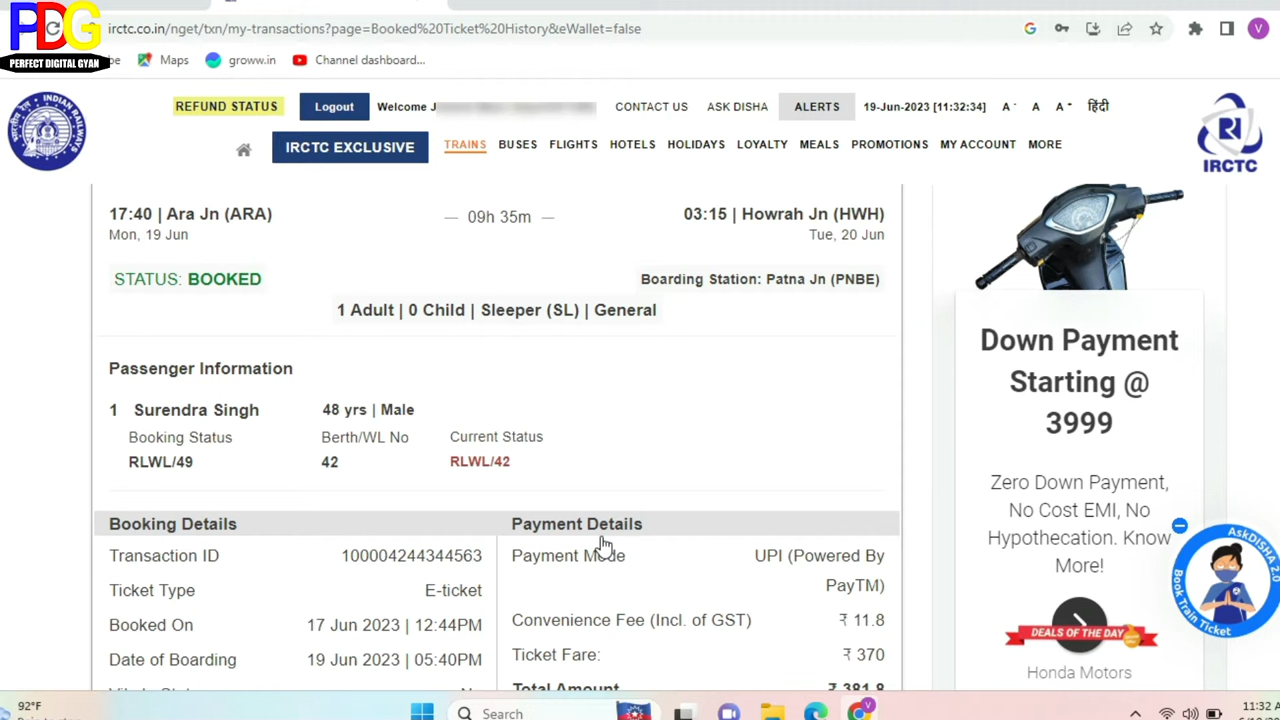 PDG
PERFECT DIGITAL GYAN
irctc.co.in/nget/txn/my-transactions?page=Booked%20Ticket%20History&eWallet=false
V
be
Maps
groww.in
Channel dashboard...
INDIAN RAILWAYS
REFUND STATUS
Logout
Welcome J
CONTACT US
ASK DISHA
ALERTS
19-Jun-2023 [11:32:34]
A-
A
A+
हिंदी
IRCTC EXCLUSIVE
TRAINS
BUSES
FLIGHTS
HOTELS
HOLIDAYS
LOYALTY
MEALS
PROMOTIONS
MY ACCOUNT
MORE
IRCTC
17:40 | Ara Jn (ARA)
— 09h 35m —
03:15 | Howrah Jn (HWH)
Mon, 19 Jun
Tue, 20 Jun
STATUS: BOOKED
Boarding Station: Patna Jn (PNBE)
1 Adult | 0 Child | Sleeper (SL) | General
Passenger Information
1 Surendra Singh 48 yrs | Male
Booking Status Berth/WL No Current Status
RLWL/49 42 RLWL/42
Booking Details
Transaction ID 100004244344563
Ticket Type E-ticket
Booked On 17 Jun 2023 | 12:44PM
Date of Boarding 19 Jun 2023 | 05:40PM
Payment Details
Payment Mode UPI (Powered By
PayTM)
Convenience Fee (Incl. of GST) ₹ 11.8
Ticket Fare: ₹ 370
Total Amount ₹ 381.8
Down Payment
Starting @
3999
Zero Down Payment,
No Cost EMI, No
Hypothecation. Know
More!
DEALS OF THE DAY
Honda Motors
AskDISHA 2.0
Book Train Ticket
92°F
Search
V
11:32 A